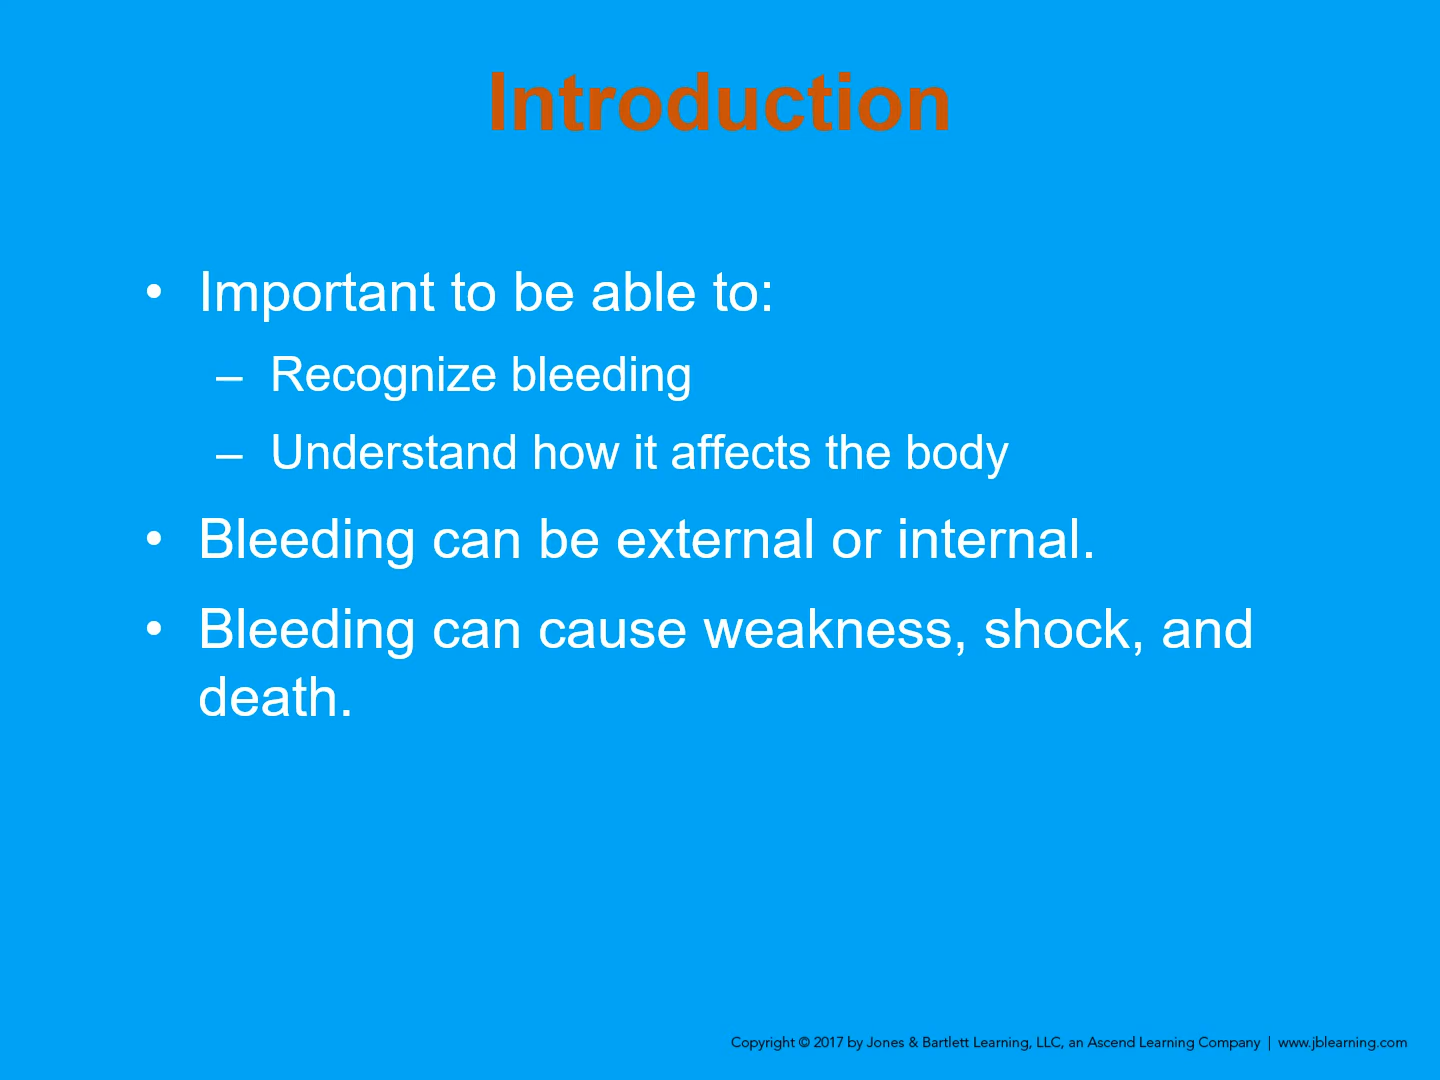 Introduction
• Important to be able to:
– Recognize bleeding
– Understand how it affects the body
• Bleeding can be external or internal.
• Bleeding can cause weakness, shock, and
death.
Copyright © 2017 by Jones & Bartlett Learning, LLC, an Ascend Learning Company | www.jblearning.com